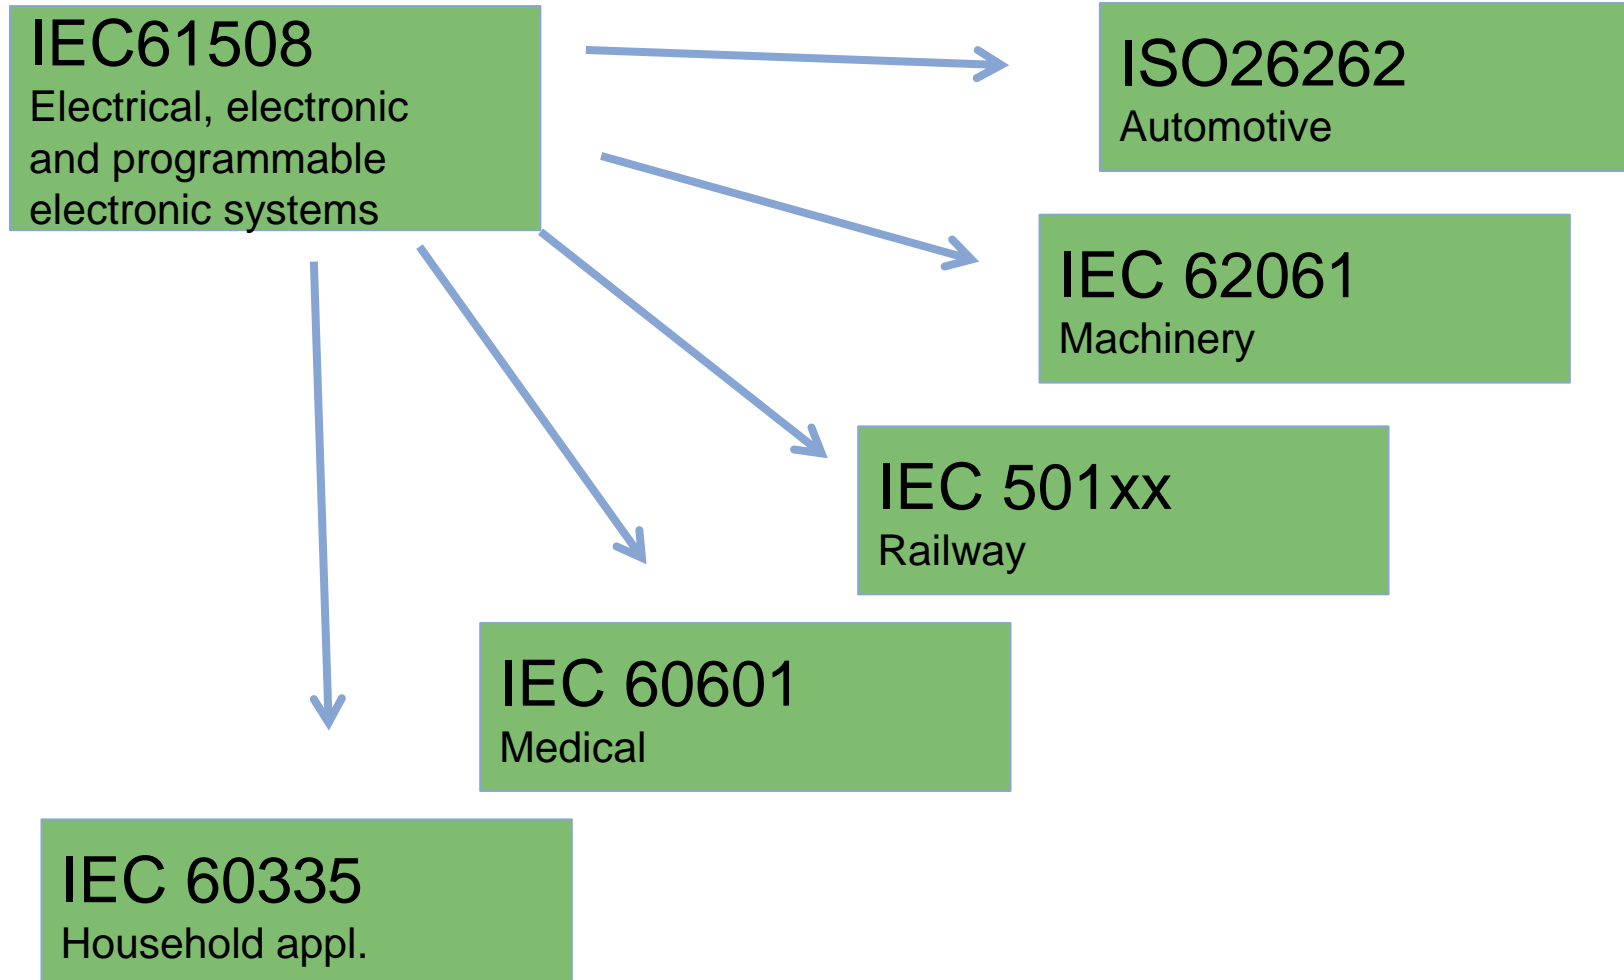 IEC61508
Electrical, electronic
and programmable
electronic systems
ISO26262
Automotive
IEC 62061
Machinery
IEC 501xx
Railway
IEC 60601
Medical
IEC 60335
Household appl.